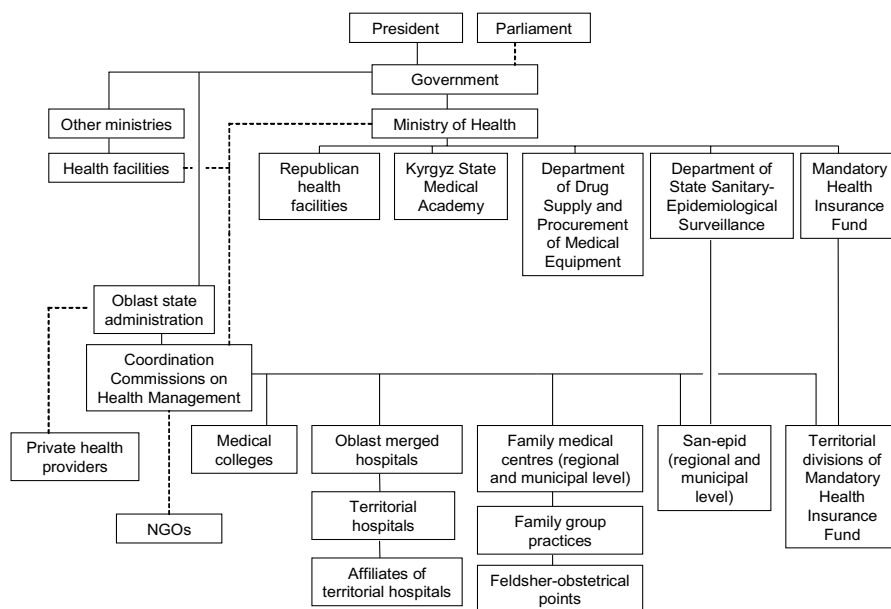 President
Parliament
Government
Other ministries
Ministry of Health
Health facilities
Republican
health
facilities
Kyrgyz State
Medical
Academy
Department
of Drug
Supply and
Procurement
of Medical
Equipment
Department of
State Sanitary-
Epidemiological
Surveillance
Mandatory
Health
Insurance
Fund
Oblast state
administration
Coordination
Commissions on
Health Management
Private health
providers
NGOs
Medical
colleges
Oblast merged
hospitals
Territorial
hospitals
Affiliates of
territorial hospitals
Family medical
centres (regional
and municipal level)
Family group
practices
Feldsher-obstetrical
points
San-epid
(regional and
municipal
level)
Territorial
divisions of
Mandatory
Health
Insurance
Fund